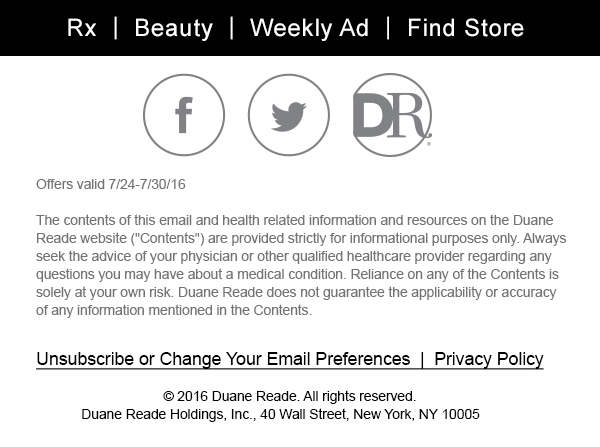 Rx | Beauty | Weekly Ad | Find Store
f
DR®
Offers valid 7/24-7/30/16
The contents of this email and health related information and resources on the Duane
Reade website ("Contents") are provided strictly for informational purposes only. Always
seek the advice of your physician or other qualified healthcare provider regarding any
questions you may have about a medical condition. Reliance on any of the Contents is
solely at your own risk. Duane Reade does not guarantee the applicability or accuracy
of any information mentioned in the Contents.
Unsubscribe or Change Your Email Preferences | Privacy Policy
© 2016 Duane Reade. All rights reserved.
Duane Reade Holdings, Inc., 40 Wall Street, New York, NY 10005